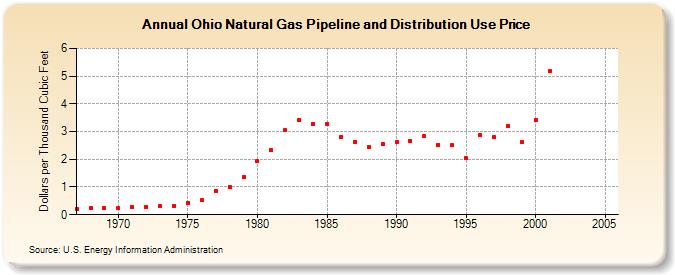 Annual Ohio Natural Gas Pipeline and Distribution Use Price
Dollars per Thousand Cubic Feet
6
5
4
3
2
1
0
1970 1975 1980 1985 1990 1995 2000 2005
Source: U.S. Energy Information Administration